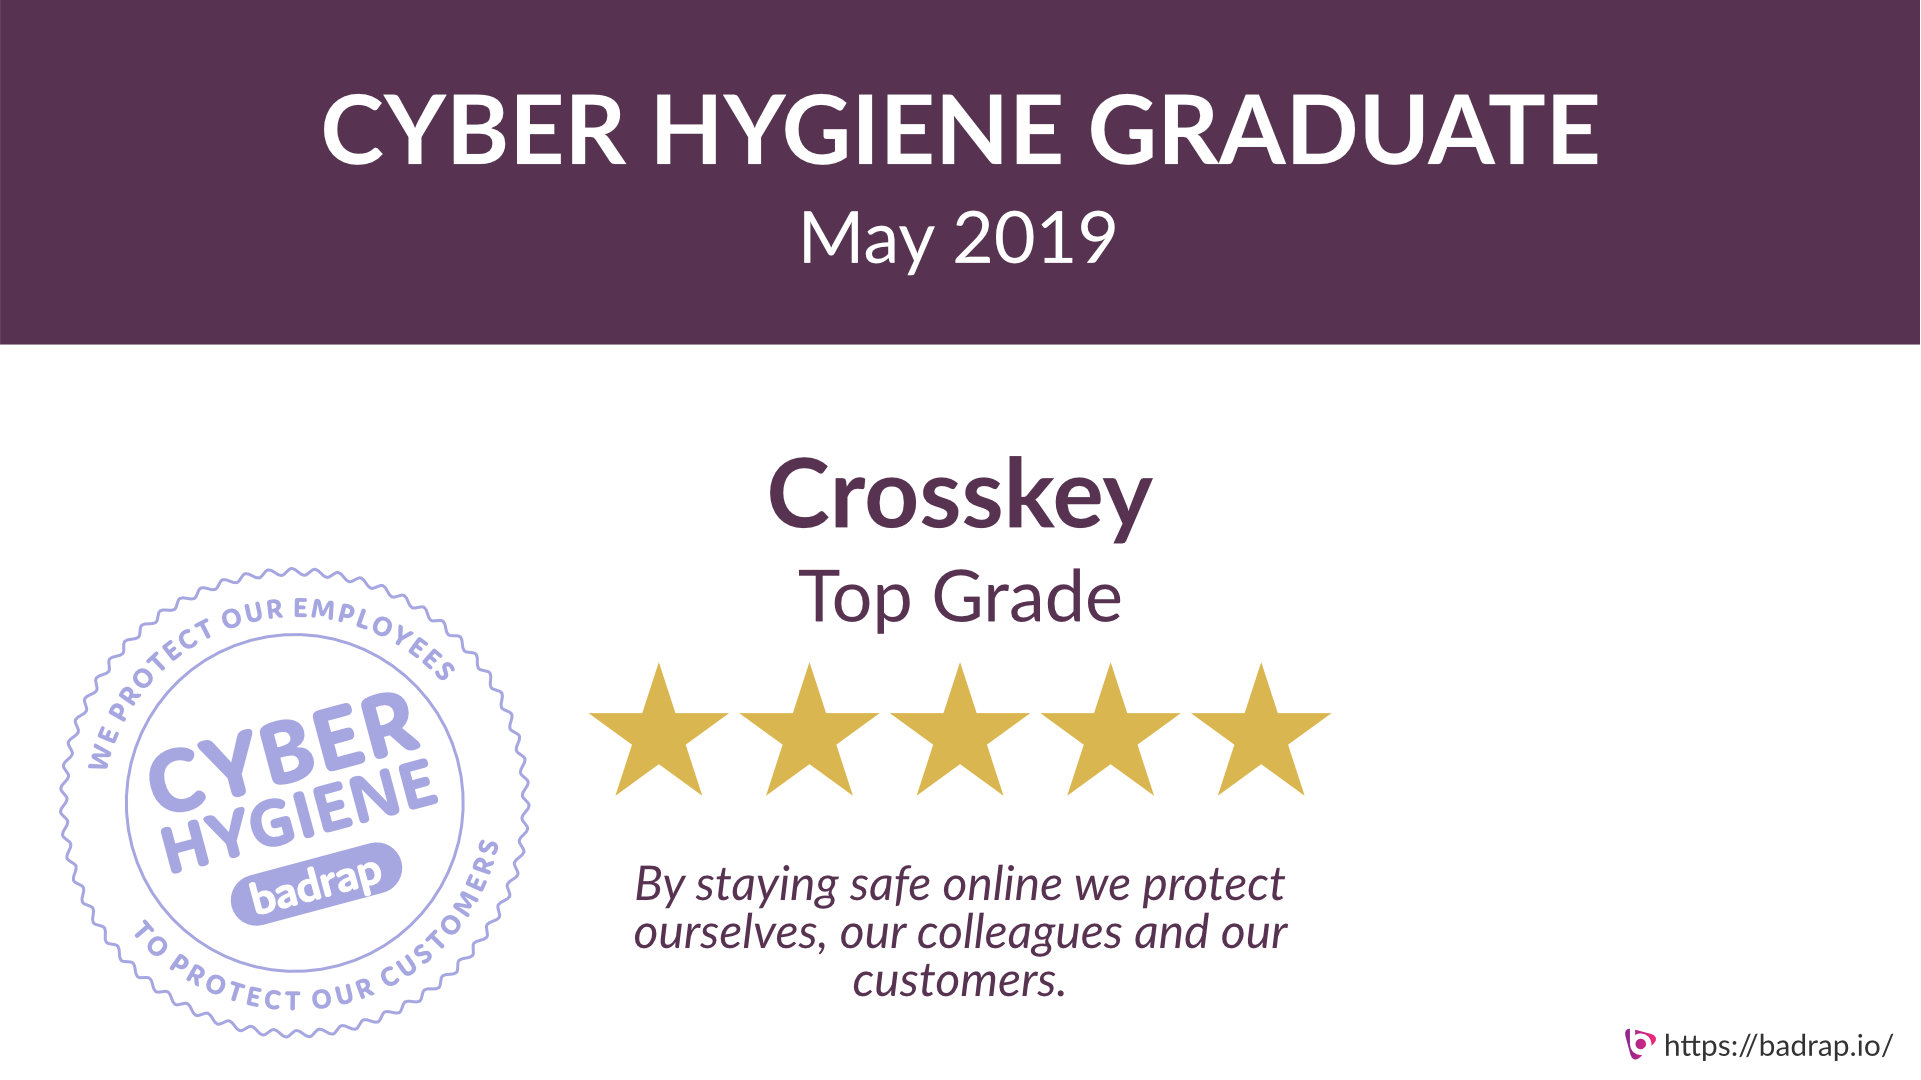 CYBER HYGIENE GRADUATE
May 2019
Crosskey
Top Grade
WE PROTECT OUR EMPLOYEES
CYBER
HYGIENE
badrap
TO PROTECT OUR CUSTOMERS
By staying safe online we protect
ourselves, our colleagues and our
customers.
https://badrap.io/